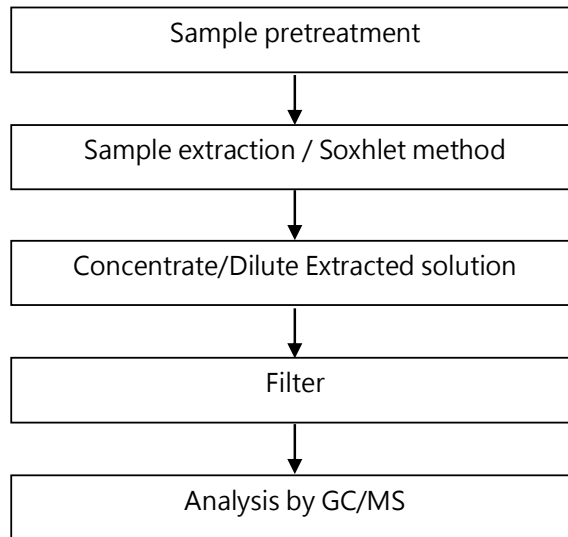 Sample pretreatment
Sample extraction / Soxhlet method
Concentrate/Dilute Extracted solution
Filter
Analysis by GC/MS